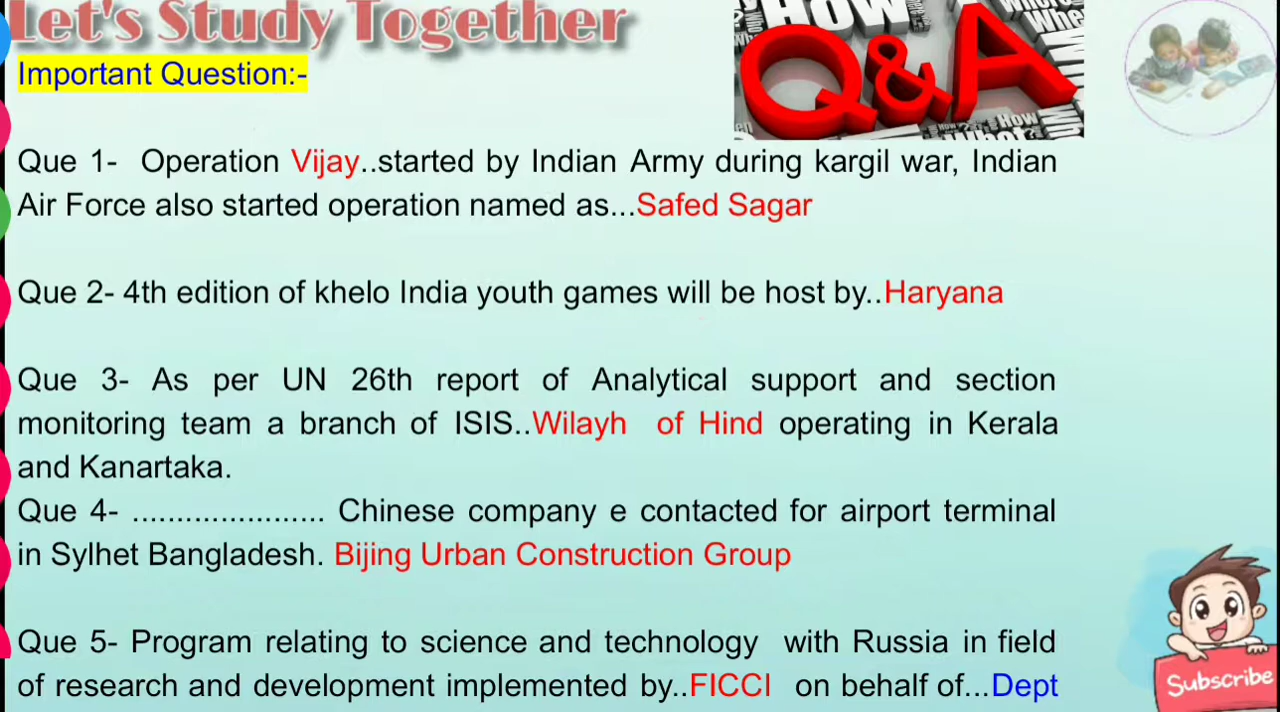 Let's Study Together
HOW
Q&A
Important Question:-
Que 1- Operation Vijay..started by Indian Army during kargil war, Indian
Air Force also started operation named as...Safed Sagar
Que 2- 4th edition of khelo India youth games will be host by..Haryana
Que 3- As per UN 26th report of Analytical support and section
monitoring team a branch of ISIS..Wilayh of Hind operating in Kerala
and Kanartaka.
Que 4- ...................... Chinese company e contacted for airport terminal
in Sylhet Bangladesh. Bijing Urban Construction Group
Que 5- Program relating to science and technology with Russia in field
of research and development implemented by..FICCI on behalf of...Dept
Subscribe